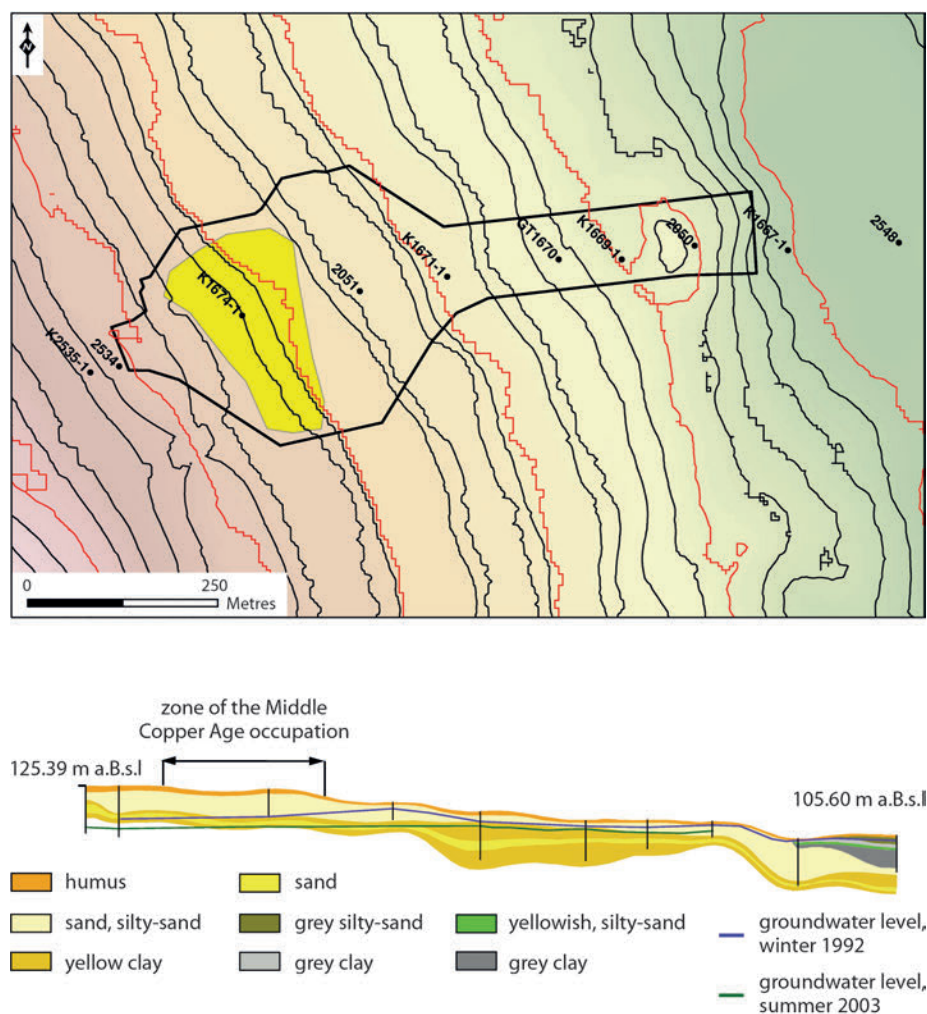 N
K2535-1
2534
K1674-1
2051
K1671-1
GT1670
K1669-1
2050
K1667-1
2548
0 250
Metres
zone of the Middle
Copper Age occupation
125.39 m a.B.s.l
105.60 m a.B.s.l
humus
sand
sand, silty-sand
grey silty-sand
yellowish, silty-sand
yellow clay
grey clay
grey clay
groundwater level,
winter 1992
groundwater level,
summer 2003